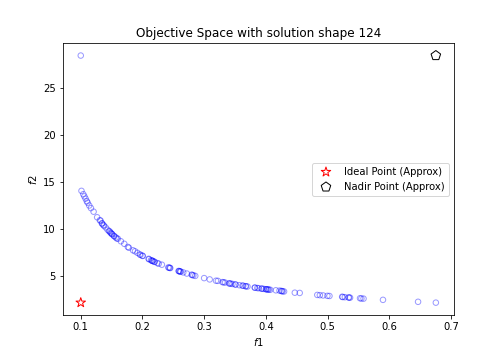 Objective Space with solution shape 124
f2
25
20
15
10
5
Ideal Point (Approx)
Nadir Point (Approx)
0.1 0.2 0.3 0.4 0.5 0.6 0.7
f1